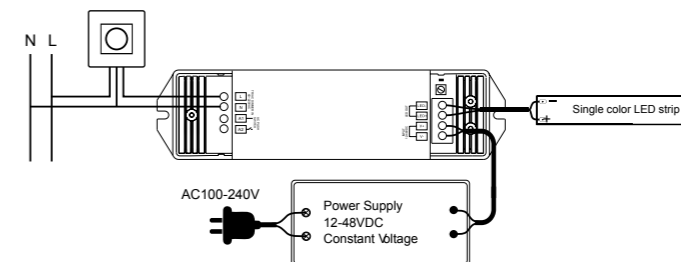 N L
Single color LED strip
AC100-240V
Power Supply
12-48VDC
Constant Voltage